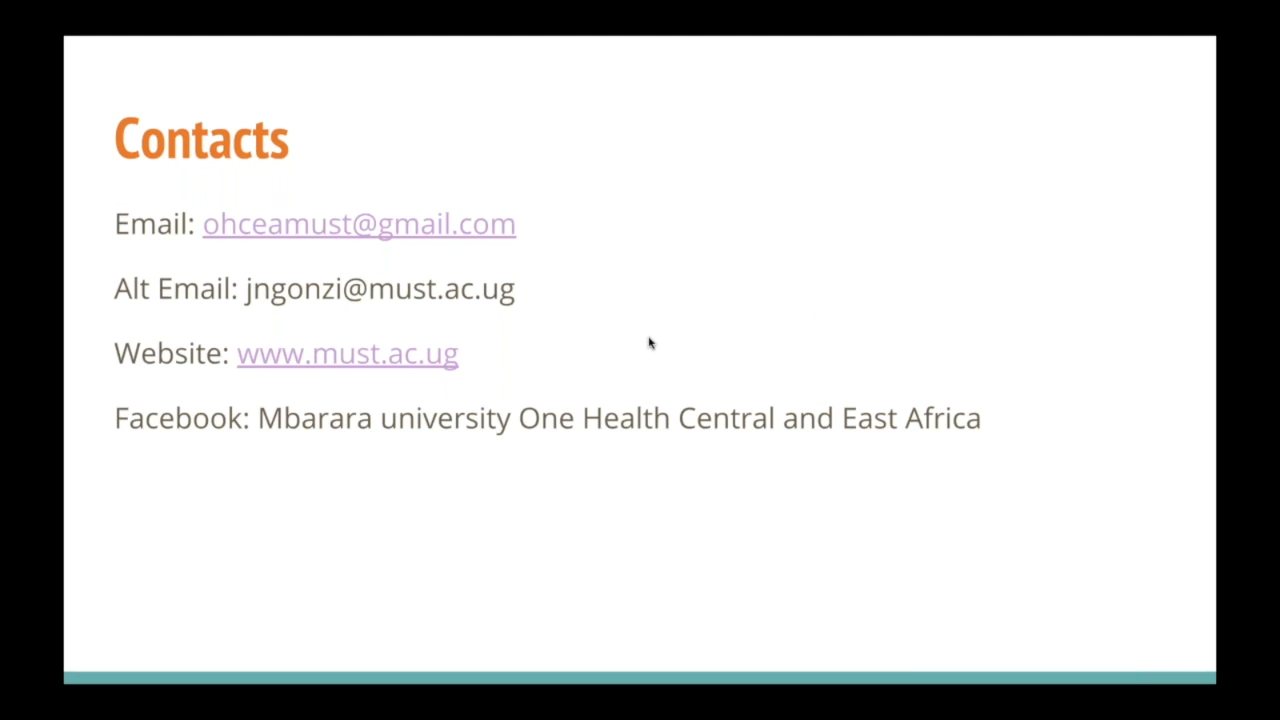 Contacts
Email: ohceamust@gmail.com
Alt Email: jngonzi@must.ac.ug
Website: www.must.ac.ug
Facebook: Mbarara university One Health Central and East Africa